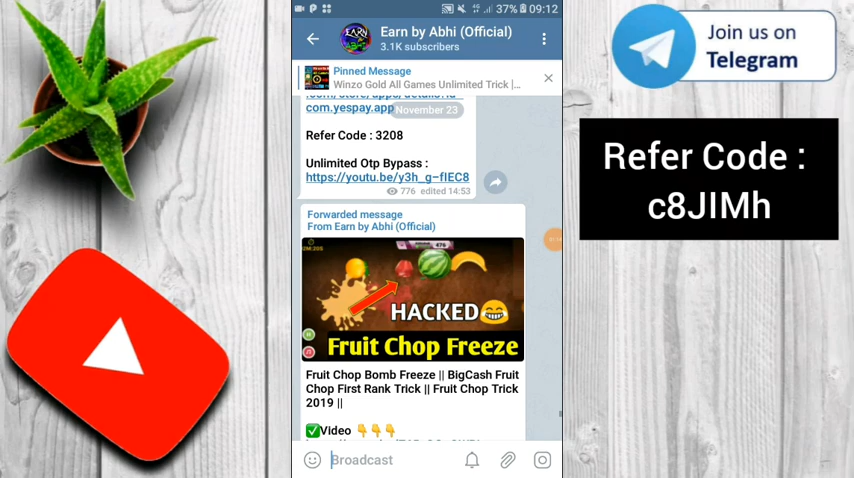 37% 09:12
Earn by Abhi (Official)
3.1K subscribers
Pinned Message
Winzo Gold All Games Unlimited Trick |...
com.yespay.app
November 23
Refer Code : 3208
Unlimited Otp Bypass :
https://youtu.be/y3h_g-fIEC8
776 edited 14:53
Forwarded message
From Earn by Abhi (Official)
476
HACKED😂
Fruit Chop Freeze
Fruit Chop Bomb Freeze || BigCash Fruit
Chop First Rank Trick || Fruit Chop Trick
2019 ||
✅Video 👇👇👇
Broadcast
Join us on
Telegram
Refer Code :
c8JIMh